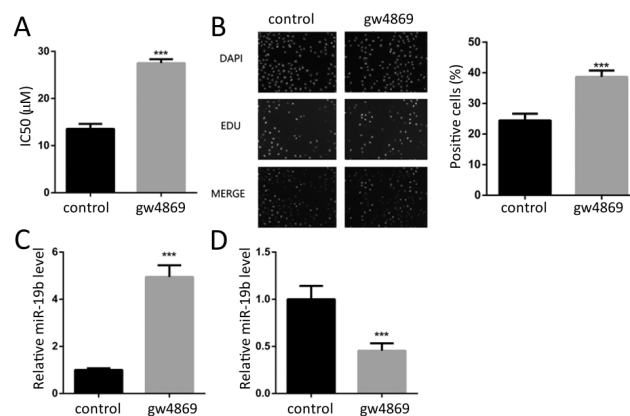 A
IC50 (μM)
30
20
10
0
***
control
gw4869
B
control
gw4869
DAPI
EDU
MERGE
Positive cells (%)
50
40
30
20
10
0
***
control
gw4869
C
Relative miR-19b level
6
4
2
0
***
control
gw4869
D
Relative miR-19b level
1.5
1.0
0.5
0.0
***
control
gw4869